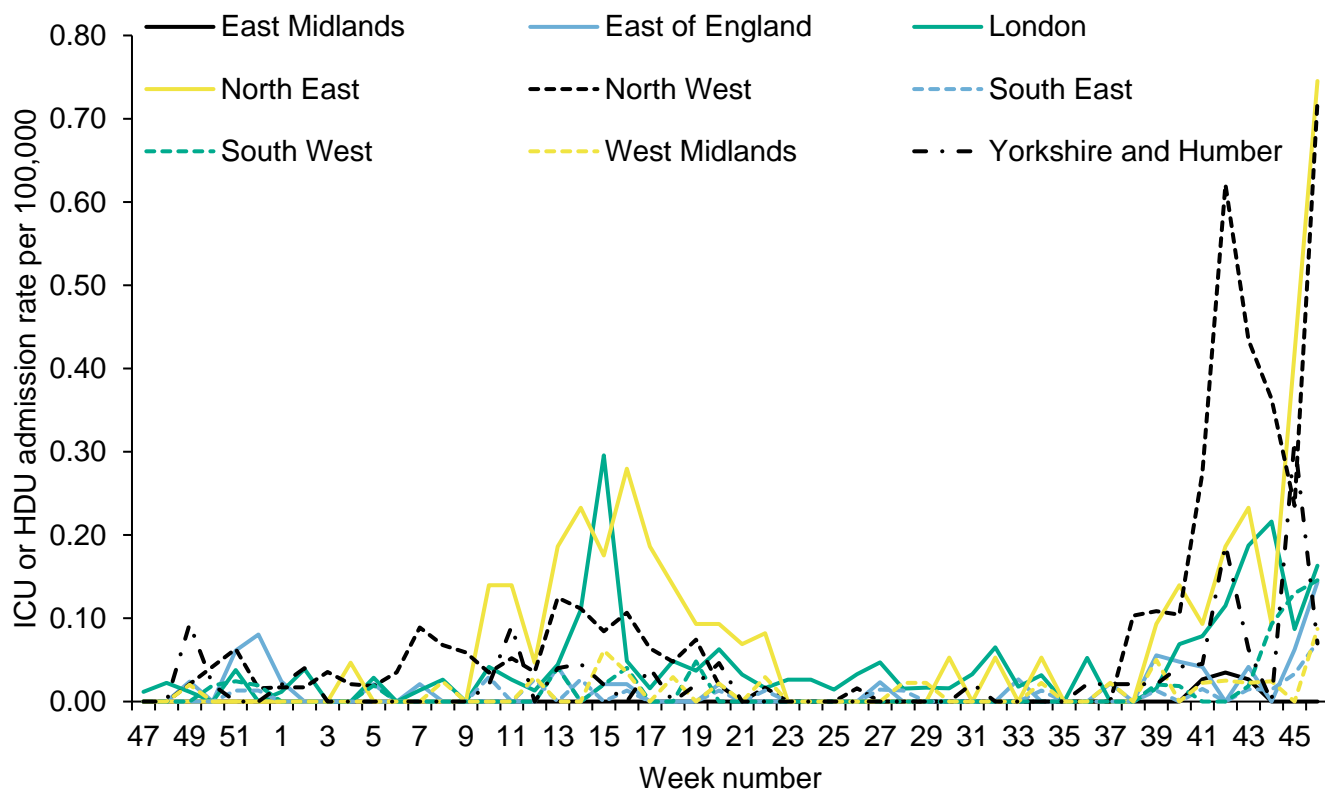 East Midlands East of England London
North East North West South East
South West West Midlands Yorkshire and Humber
ICU or HDU admission rate per 100,000
0.80
0.70
0.60
0.50
0.40
0.30
0.20
0.10
0.00
47 49 51 1 3 5 7 9 11 13 15 17 19 21 23 25 27 29 31 33 35 37 39 41 43 45
Week number